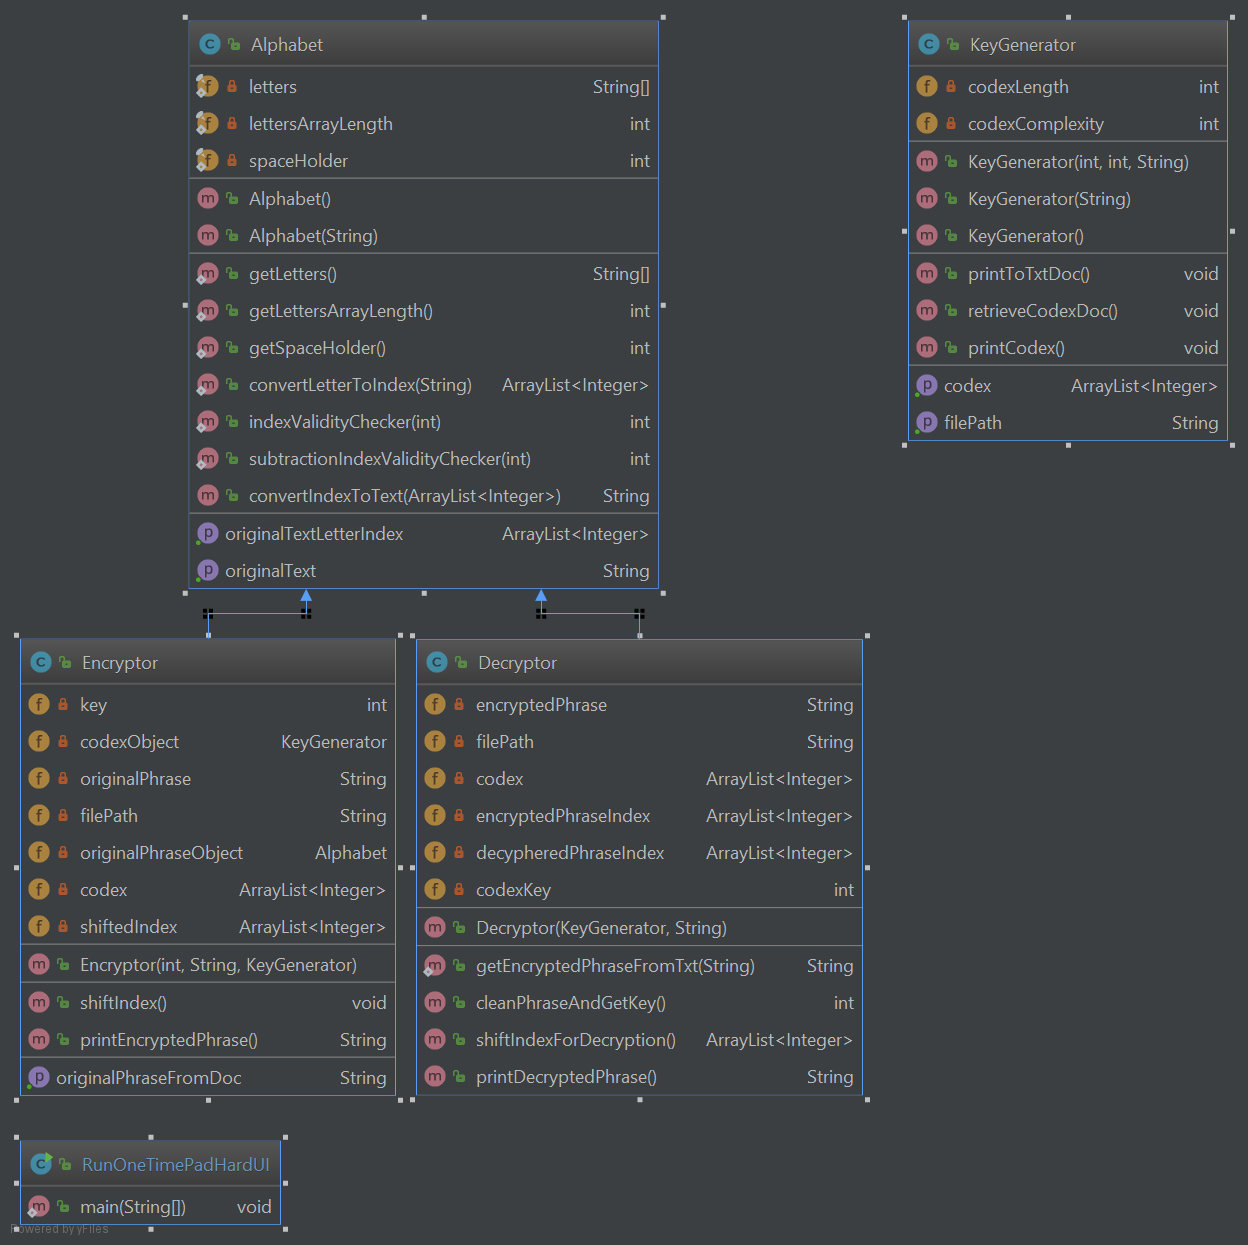 Alphabet
letters String[]
lettersArrayLength int
spaceHolder int
Alphabet()
Alphabet(String)
getLetters() String[]
getLettersArrayLength() int
getSpaceHolder() int
convertLetterToIndex(String) ArrayList<Integer>
indexValidityChecker(int) int
subtractionIndexValidityChecker(int) int
convertIndexToText(ArrayList<Integer>) String
originalTextLetterIndex ArrayList<Integer>
originalText String
KeyGenerator
codexLength int
codexComplexity int
KeyGenerator(int, int, String)
KeyGenerator(String)
KeyGenerator()
printToTxtDoc() void
retrieveCodexDoc() void
printCodex() void
codex ArrayList<Integer>
filePath String
Encryptor
key int
codexObject KeyGenerator
originalPhrase String
filePath String
originalPhraseObject Alphabet
codex ArrayList<Integer>
shiftedIndex ArrayList<Integer>
Encryptor(int, String, KeyGenerator)
shiftIndex() void
printEncryptedPhrase() String
originalPhraseFromDoc String
Decryptor
encryptedPhrase String
filePath String
codex ArrayList<Integer>
encryptedPhraseIndex ArrayList<Integer>
decypheredPhraseIndex ArrayList<Integer>
codexKey int
Decryptor(KeyGenerator, String)
getEncryptedPhraseFromTxt(String) String
cleanPhraseAndGetKey() int
shiftIndexForDecryption() ArrayList<Integer>
printDecryptedPhrase() String
RunOneTimePadHardUI
main(String[]) void
Powered by yFiles